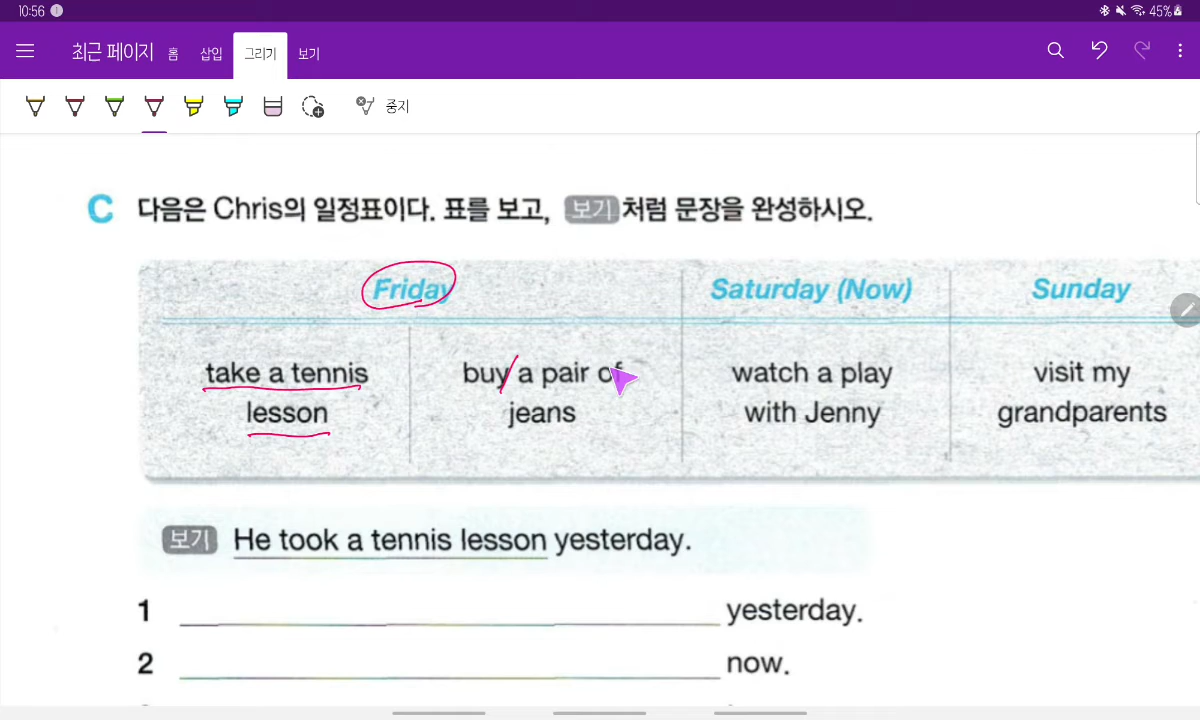 10:56
45%
최근 페이지 홈 삽입 그리기 보기
중지
C 다음은 Chris의 일정표이다. 표를 보고, 보기 처럼 문장을 완성하시오.
Friday Saturday (Now) Sunday
take a tennis buy a pair of watch a play visit my
lesson jeans with Jenny grandparents
보기 He took a tennis lesson yesterday.
1 yesterday.
2 now.